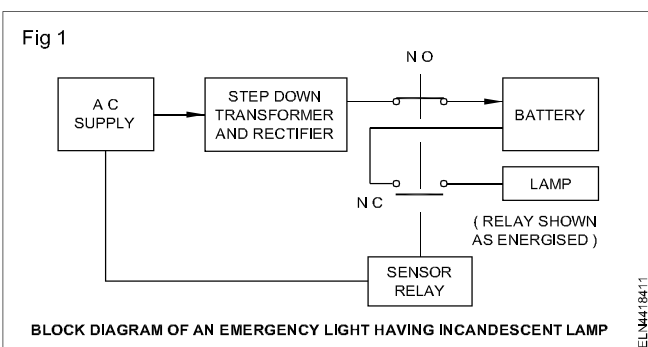 Fig 1
N O
A C
SUPPLY
STEP DOWN
TRANSFORMER
AND RECTIFIER
BATTERY
N C
LAMP
( RELAY SHOWN
AS ENERGISED )
SENSOR
RELAY
BLOCK DIAGRAM OF AN EMERGENCY LIGHT HAVING INCANDESCENT LAMP
ELN4418411